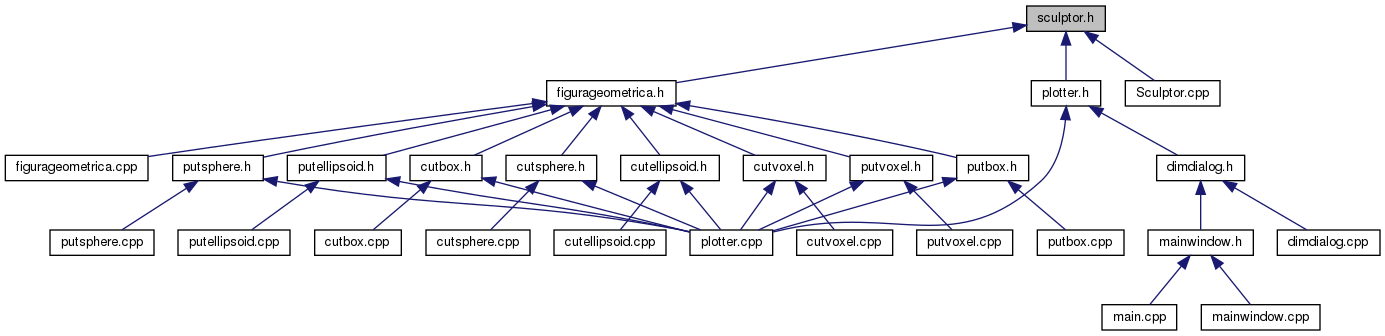 sculptor.h
figurageometrica.h
plotter.h
Sculptor.cpp
figurageometrica.cpp
putsphere.h
putellipsoid.h
cutbox.h
cutsphere.h
cutellipsoid.h
cutvoxel.h
putvoxel.h
putbox.h
dimdialog.h
putsphere.cpp
putellipsoid.cpp
cutbox.cpp
cutsphere.cpp
cutellipsoid.cpp
plotter.cpp
cutvoxel.cpp
putvoxel.cpp
putbox.cpp
mainwindow.h
dimdialog.cpp
main.cpp
mainwindow.cpp